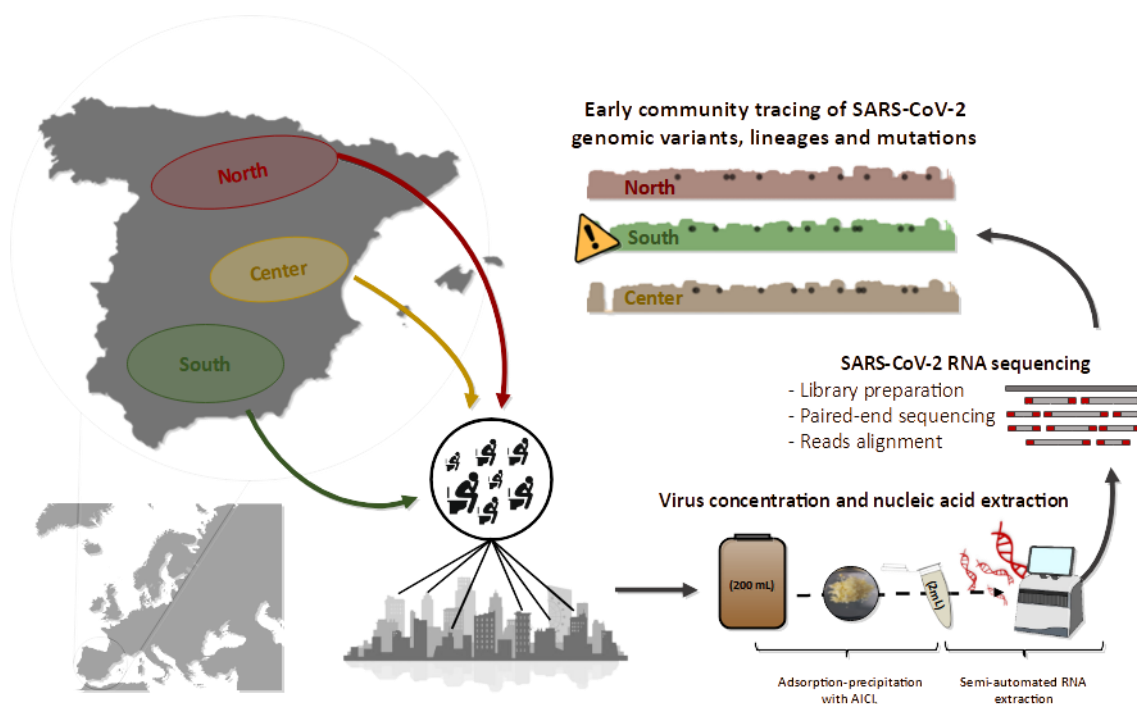 North
Center
South
Early community tracing of SARS-CoV-2
genomic variants, lineages and mutations
North
South
Center
SARS-CoV-2 RNA sequencing
- Library preparation
- Paired-end sequencing
- Reads alignment
Virus concentration and nucleic acid extraction
(200 mL)
(2mL)
Adsorption-precipitation
with AlCl,
Semi-automated RNA
extraction